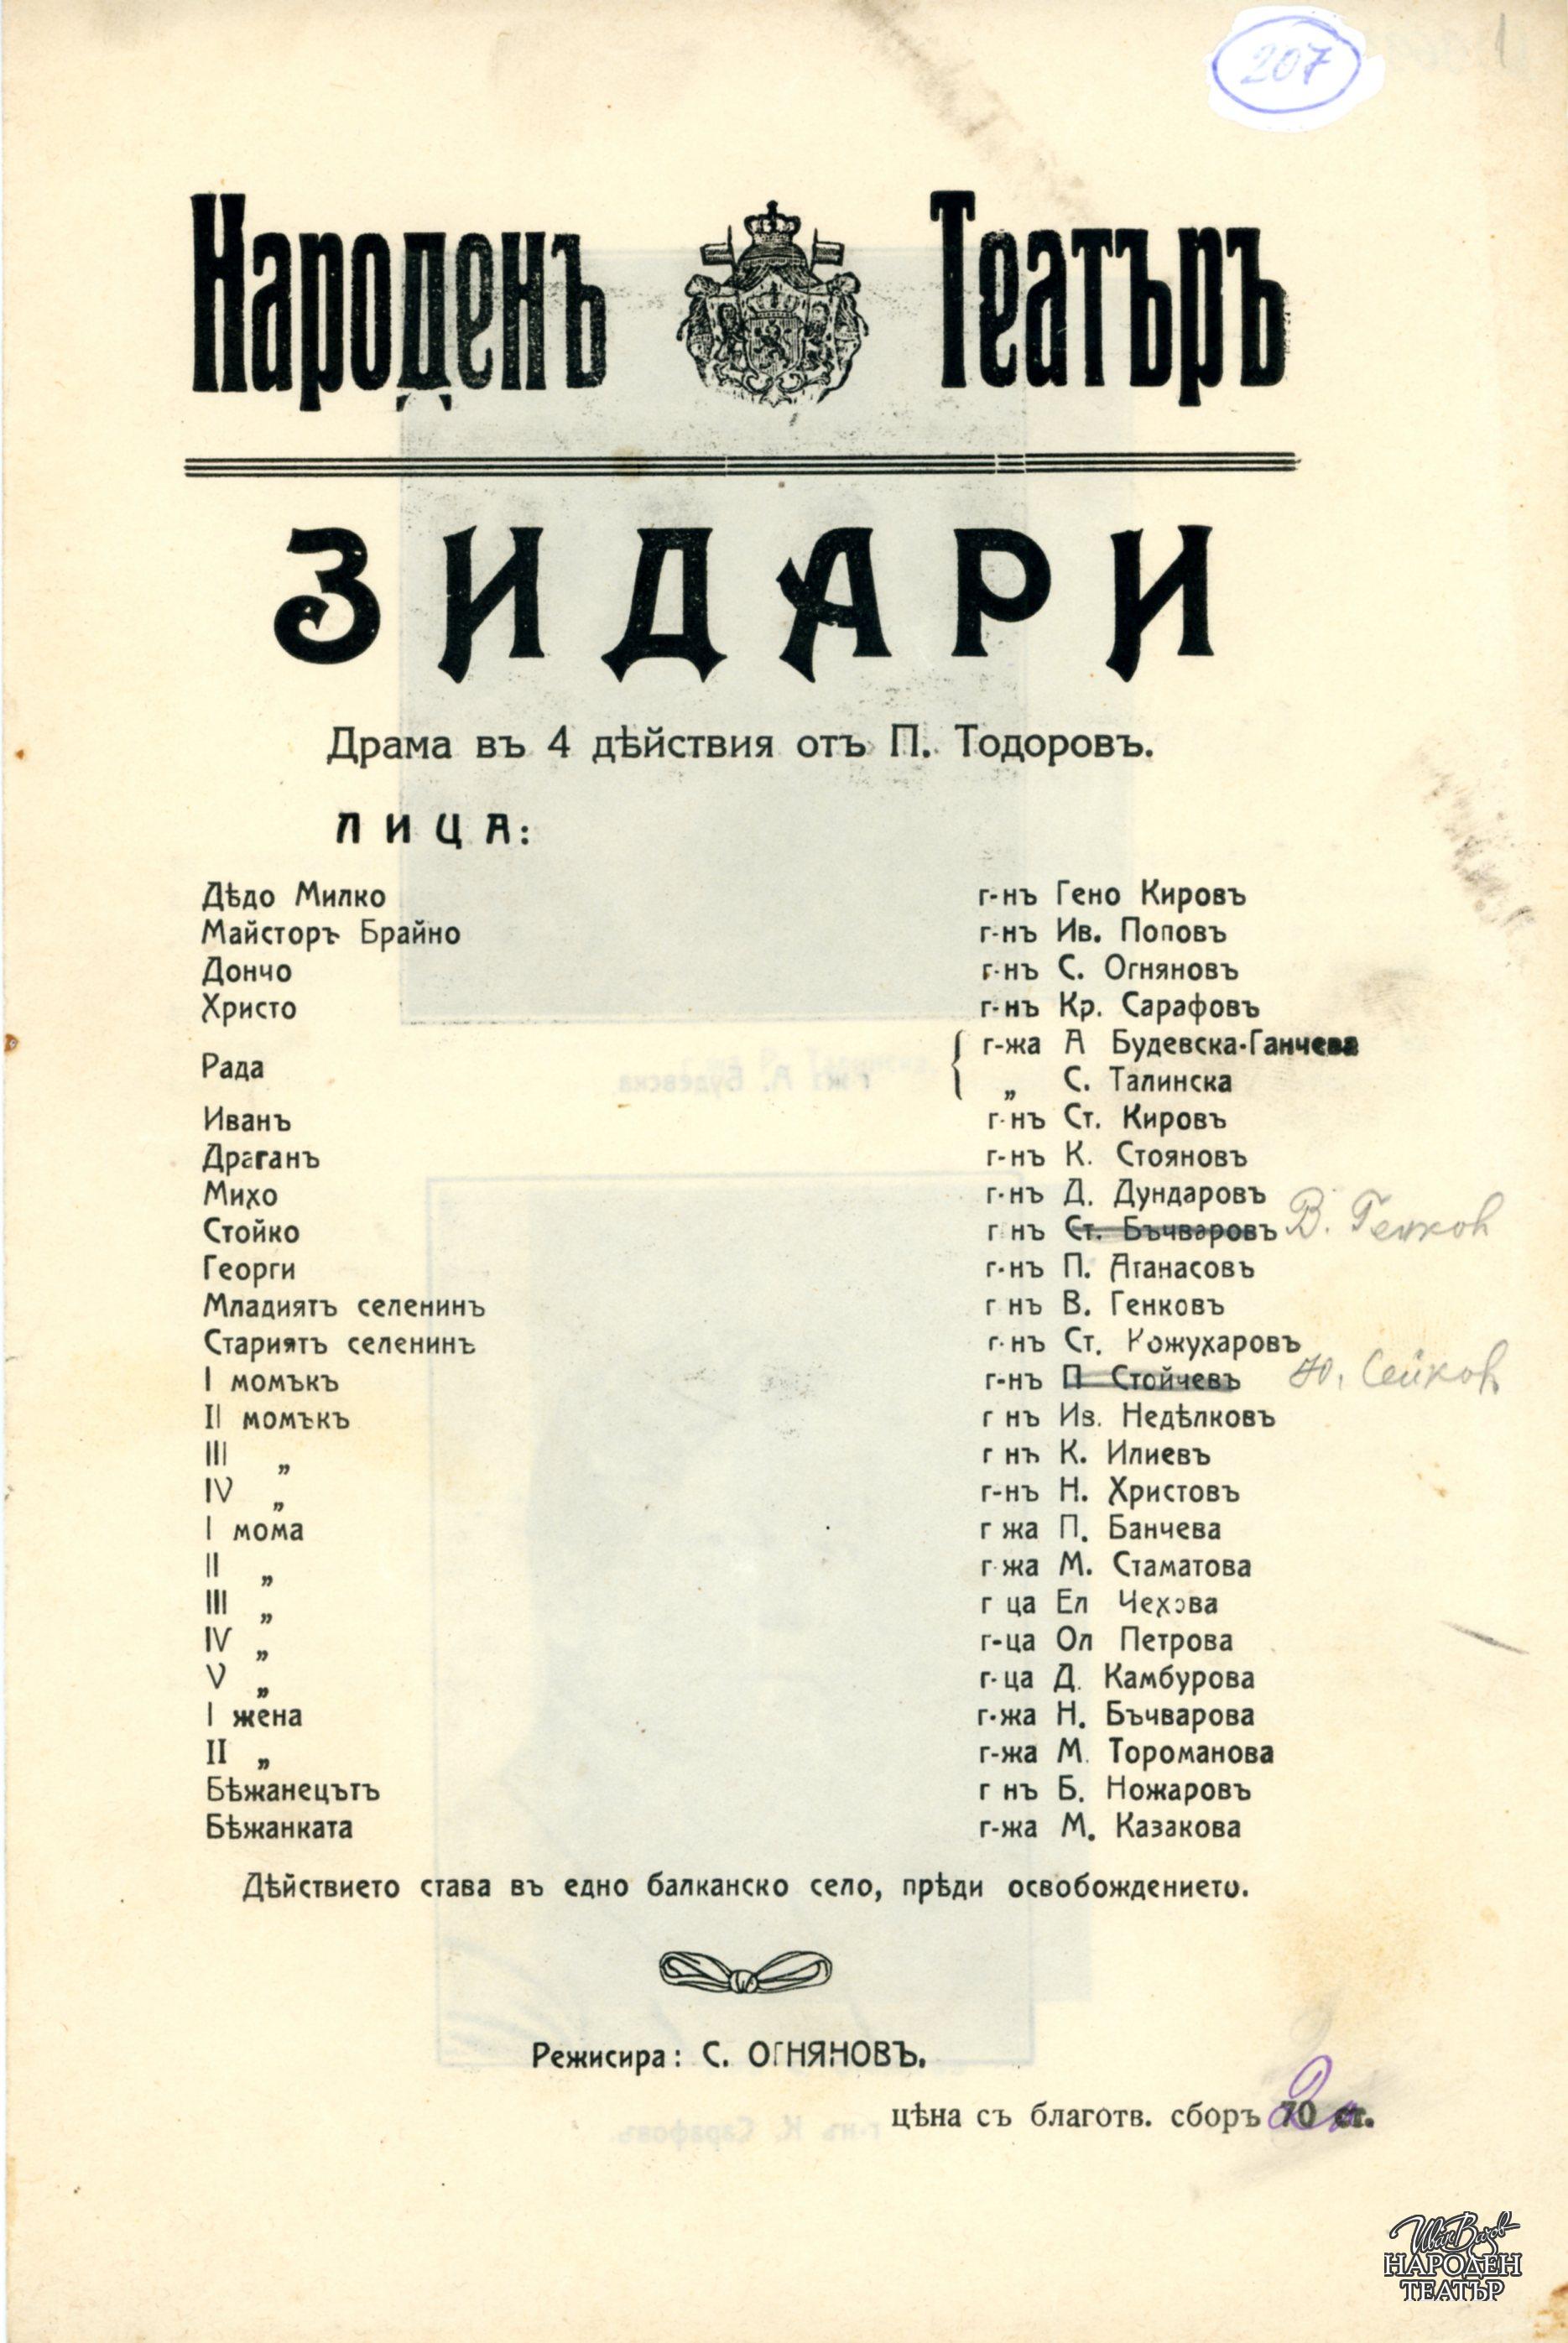 207
1
Народенъ Театъръ
ЗИДАРИ
Драма въ 4 дѣйствия отъ П. Тодоровъ.
ЛИЦА:
Дѣдо Милко г-нъ Гено Кировъ
Майсторъ Брайно г-нъ Ив. Поповъ
Дончо г-нъ С. Огняновъ
Христо г-нъ Кр. Сарафовъ
Рада { г-жа А Будевска-Ганчева
„ С. Талинска
Иванъ г-нъ Ст. Кировъ
Драганъ г-нъ К. Стояновъ
Михо г-нъ Д. Дундаровъ
Стойко г нъ Ст. Бъчваровъ В. Генков
Георги г-нъ П. Атанасовъ
Младиятъ селенинъ г нъ В. Генковъ
Стариятъ селенинъ г-нъ Ст. Кожухаровъ
I момъкъ г-нъ П Стойчевъ Ю. Сейков
II момъкъ г нъ Из. Недѣлковъ
III „ г нъ К. Илиевъ
IV „ г-нъ Н. Христовъ
I мома г жа П. Банчева
II „ г жа М. Стаматова
III „ г ца Ел Чехова
IV „ г-ца Ол Петрова
V „ г-ца Д. Камбурова
I жена г-жа Н. Бъчварова
II „ г-жа М. Тороманова
Бѣжанецътъ г нъ Б. Ножаровъ
Бѣжанката г-жа М. Казакова
Дѣйствието става въ едно балканско село, прѣди освобождението.
Режисира: С. ОГНЯНОВЪ.
цѣна съ благотв. сборъ 70 ст.
Иван Вазов
НАРОДЕН
ТЕАТЪР